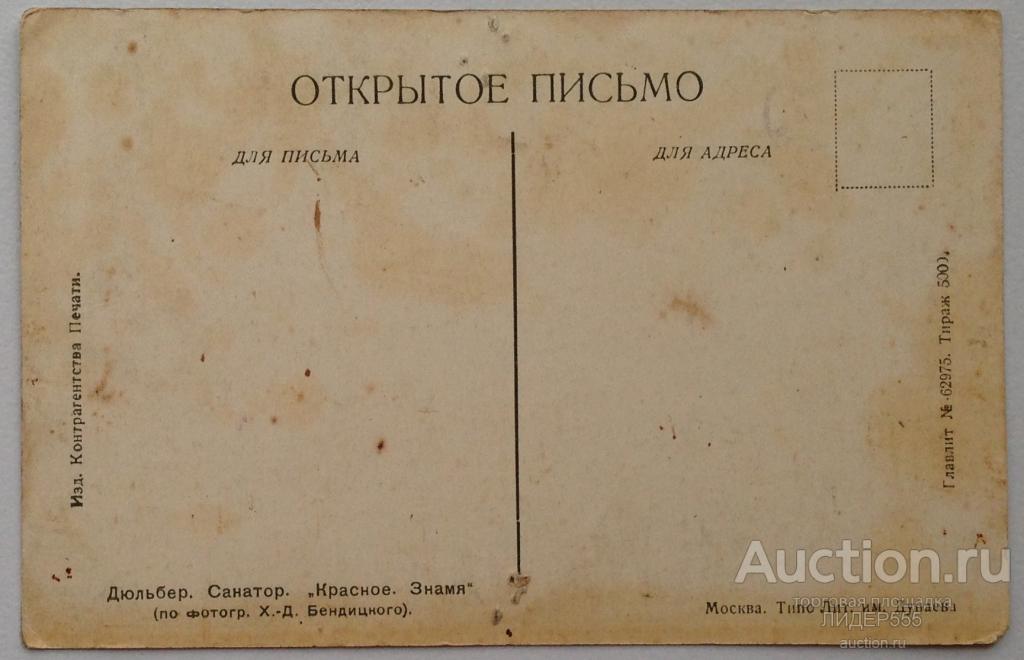 ОТКРЫТОЕ ПИСЬМО
ДЛЯ ПИСЬМА
ДЛЯ АДРЕСА
Изд. Контрагентства Печати.
Главлит № 62975. Тираж 5000.
Дюльбер. Санатор. „Красное. Знамя"
(по фотогр. Х.-Д. Бендицкого).
Москва. Типо Лит. им. Дунаева
Auction.ru
торговая площадка
ЛИДЕР555
auction.ru